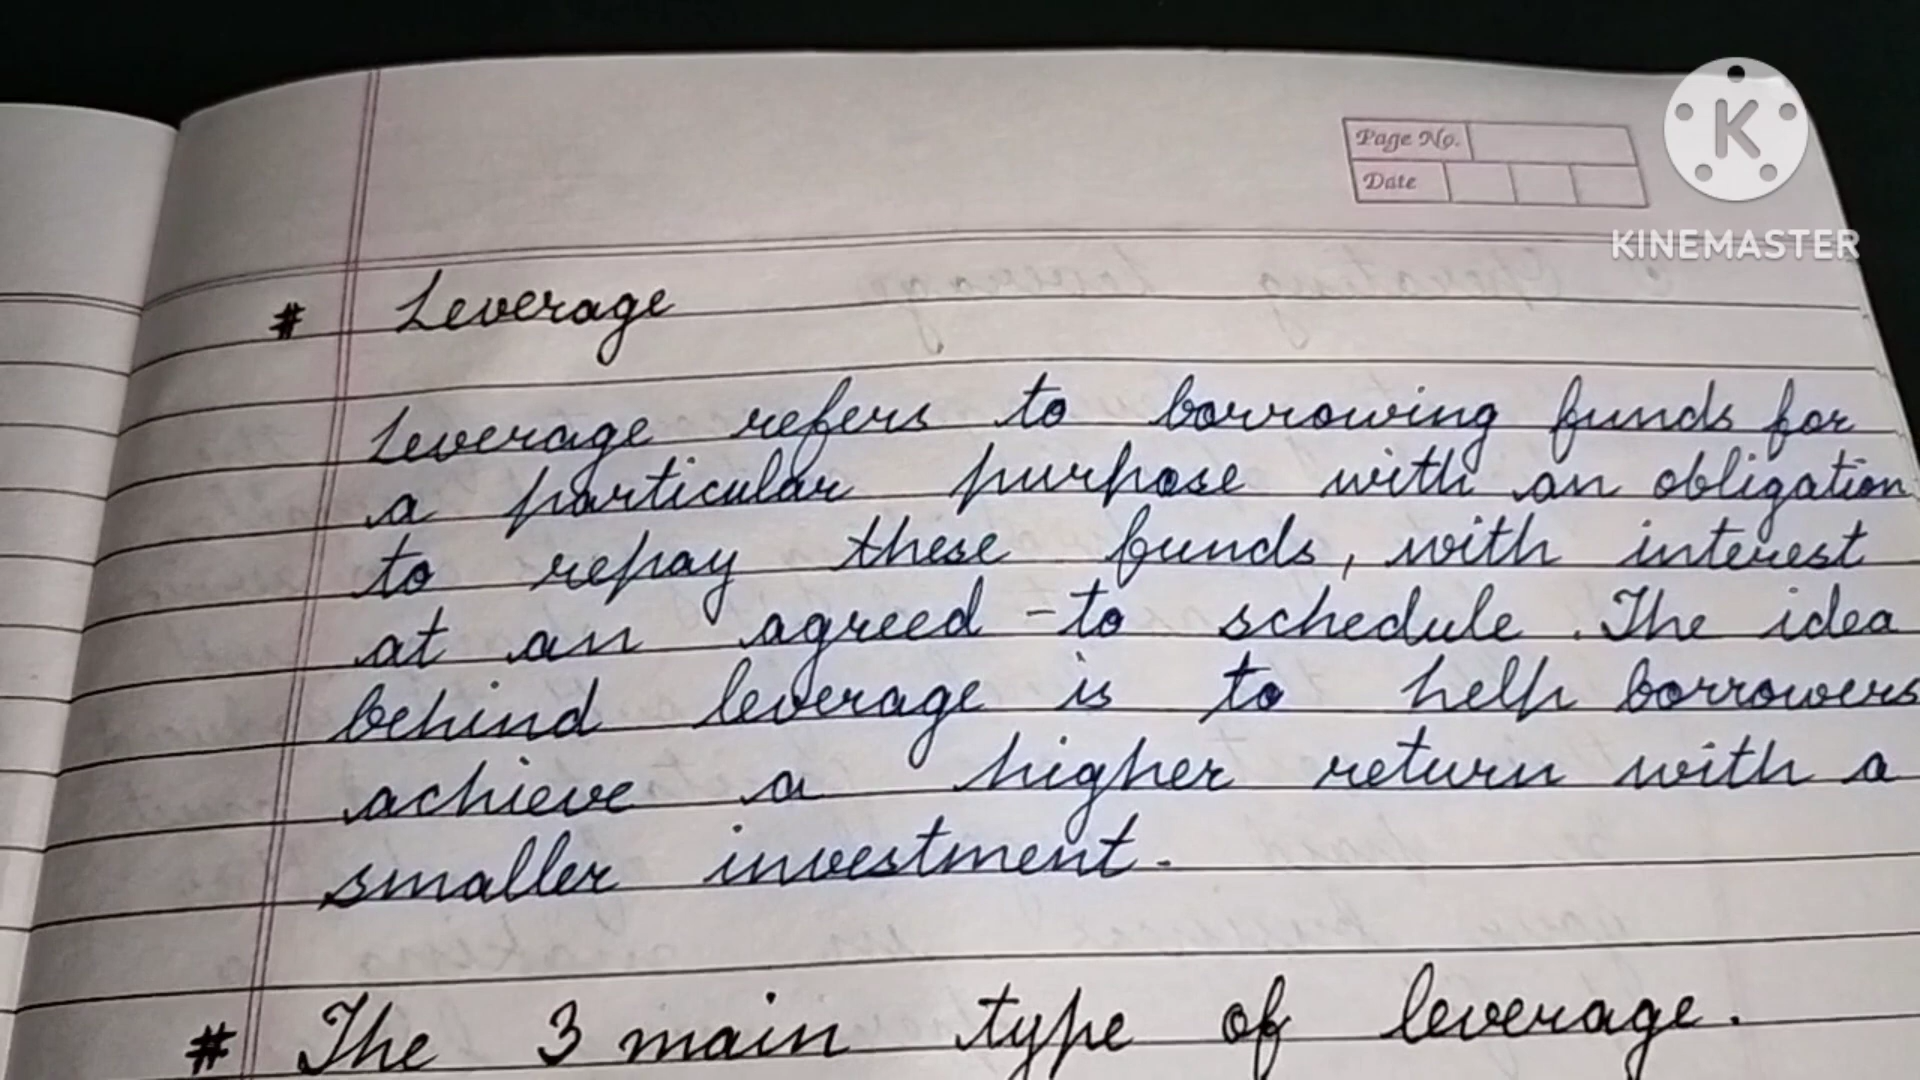 Page No.
Date
K
KINEMASTER
# Leverage
Leverage refers to borrowing funds for
a particular purpose with an obligation
to repay these funds, with interest
at an agreed-to schedule. The idea
behind leverage is to help borrowers
achieve a higher return with a
smaller investment.
# The 3 main type of leverage.